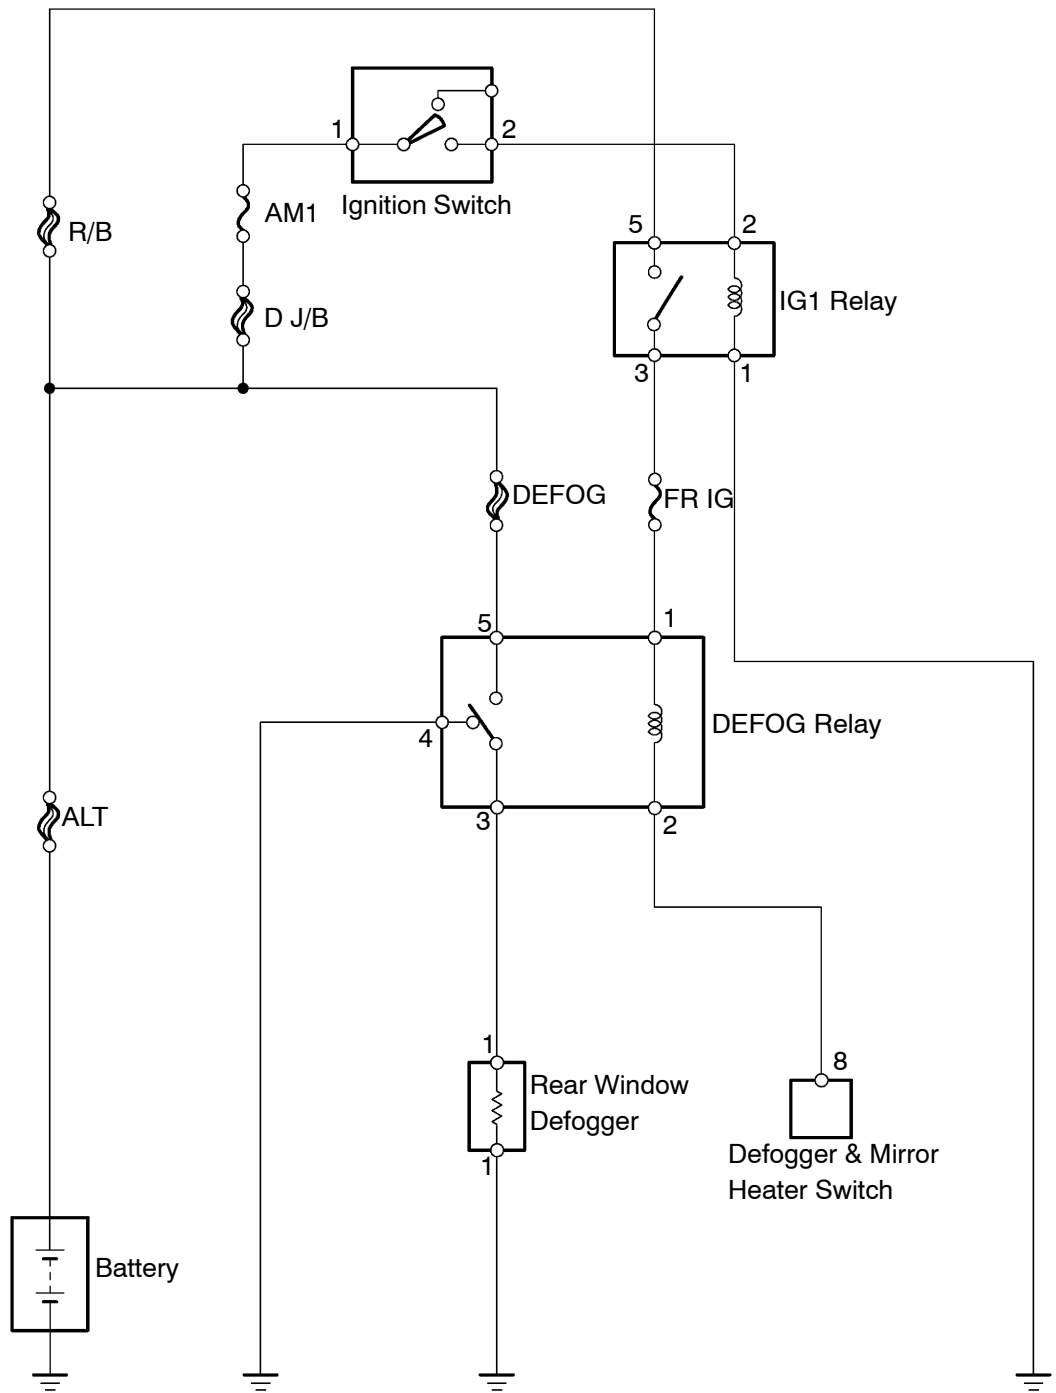 1
2
Ignition Switch
AM1
R/B
5
2
D J/B
IG1 Relay
3
1
DEFOG
FR IG
5
1
4
DEFOG Relay
ALT
3
2
1
8
Rear Window
Defogger
1
Defogger & Mirror
Heater Switch
Battery